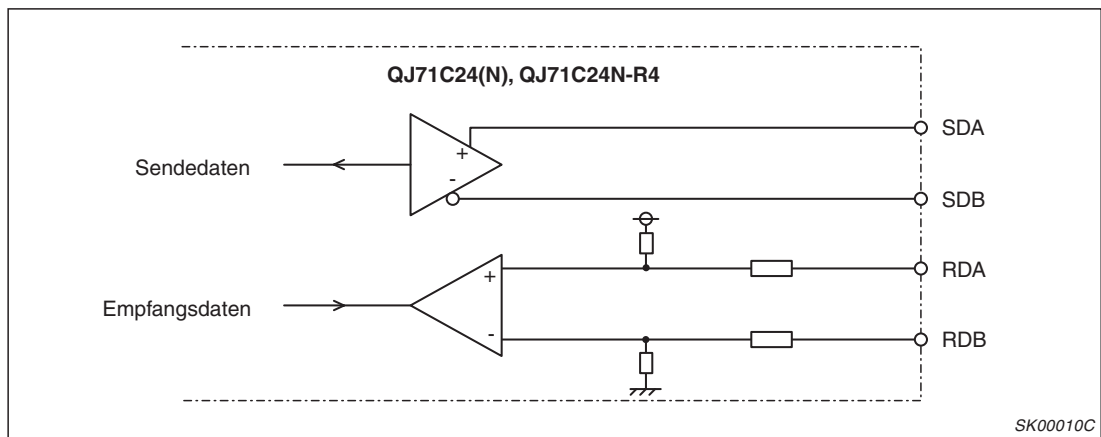 QJ71C24(N), QJ71C24N-R4
SDA
+
Sendedaten
-
SDB
RDA
+
Empfangsdaten
-
RDB
SK00010C